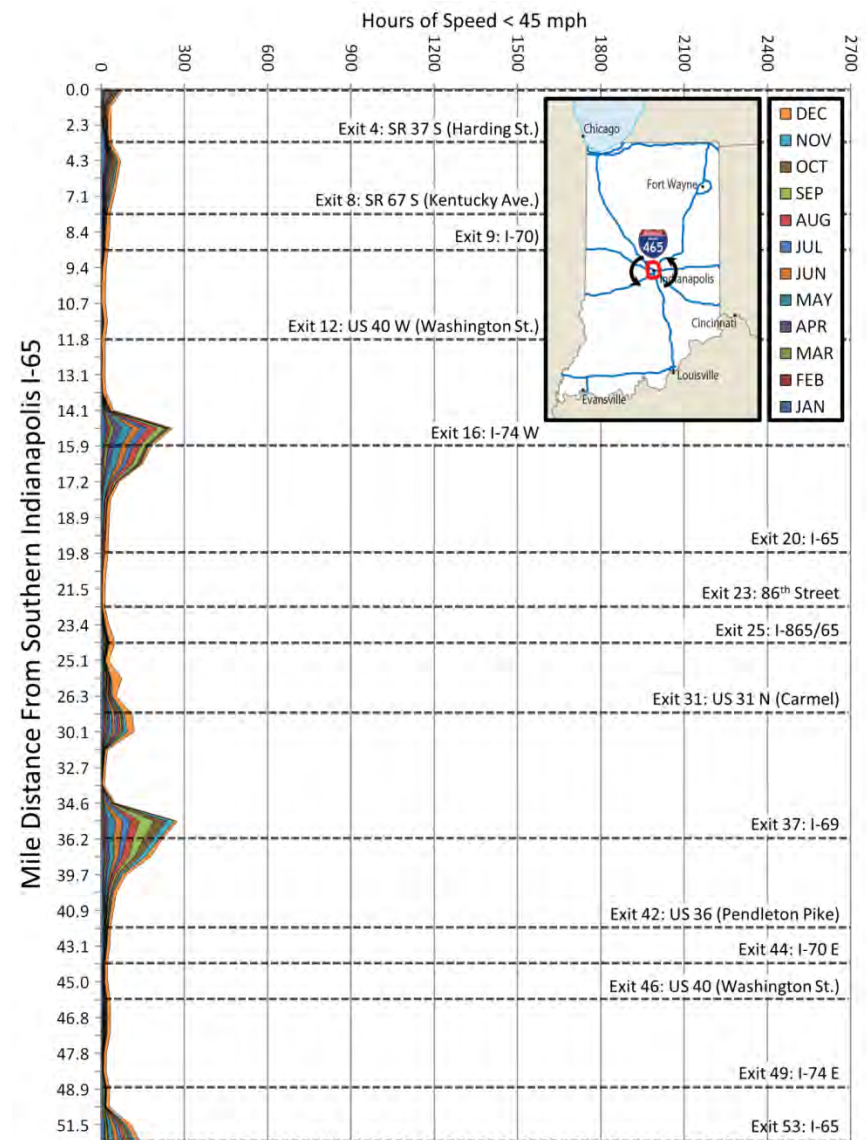 Hours of Speed < 45 mph
0
300
600
900
1200
1500
1800
2100
2400
2700
Mile Distance From Southern Indianapolis I-65
0.0
2.3
4.3
7.1
8.4
9.4
10.7
11.8
13.1
14.1
15.9
17.2
18.9
19.8
21.5
23.4
25.1
26.3
30.1
32.7
34.6
36.2
39.7
40.9
43.1
45.0
46.8
47.8
48.9
51.5
Exit 4: SR 37 S (Harding St.)
Exit 8: SR 67 S (Kentucky Ave.)
Exit 9: I-70)
Exit 12: US 40 W (Washington St.)
Exit 16: I-74 W
Exit 20: I-65
Exit 23: 86th Street
Exit 25: I-865/65
Exit 31: US 31 N (Carmel)
Exit 37: I-69
Exit 42: US 36 (Pendleton Pike)
Exit 44: I-70 E
Exit 46: US 40 (Washington St.)
Exit 49: I-74 E
Exit 53: I-65
Chicago
Fort Wayne
465
Indianapolis
Cincinnati
Louisville
Evansville
DEC
NOV
OCT
SEP
AUG
JUL
JUN
MAY
APR
MAR
FEB
JAN